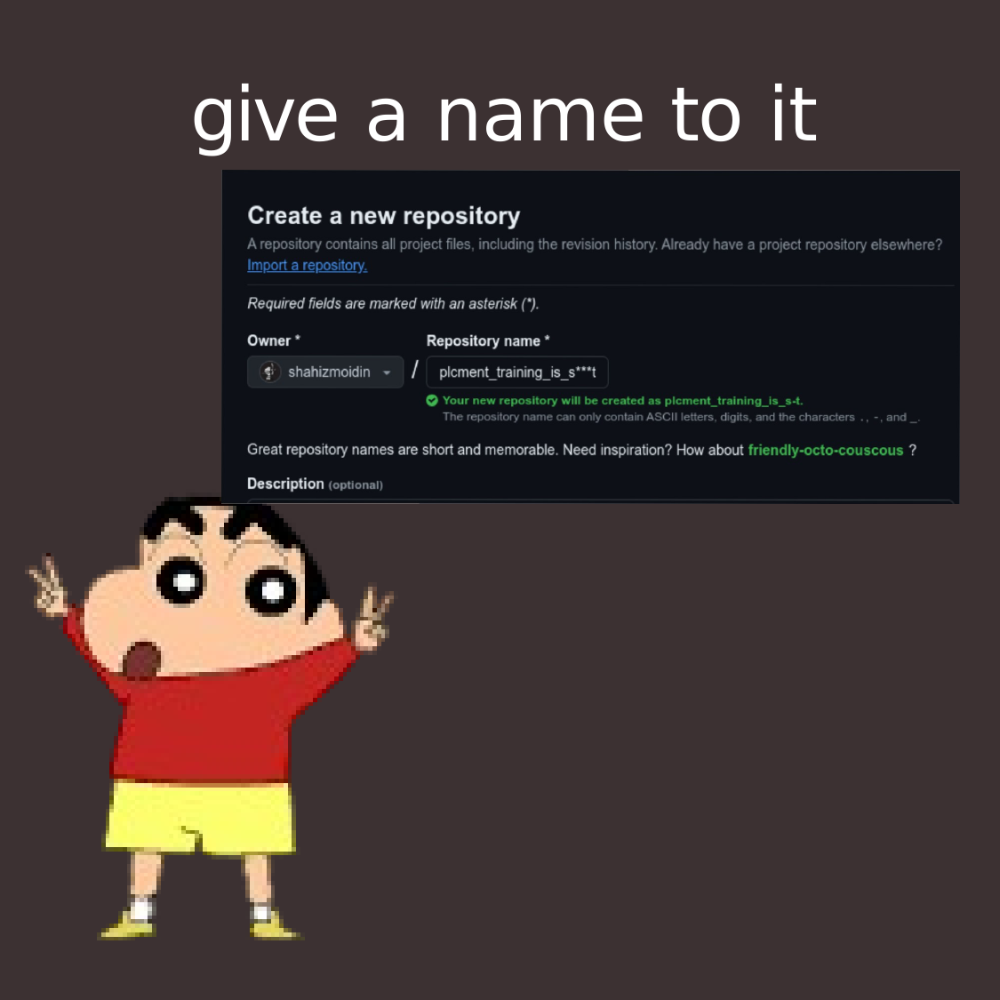 give a name to it
Create a new repository
A repository contains all project files, including the revision history. Already have a project repository elsewhere?
Import a repository.
Required fields are marked with an asterisk (*).
Owner * Repository name *
shahizmoidin / plcment_training_is_s***t
Your new repository will be created as plcment_training_is_s-t.
The repository name can only contain ASCII letters, digits, and the characters ., -, and _.
Great repository names are short and memorable. Need inspiration? How about friendly-octo-couscous ?
Description (optional)